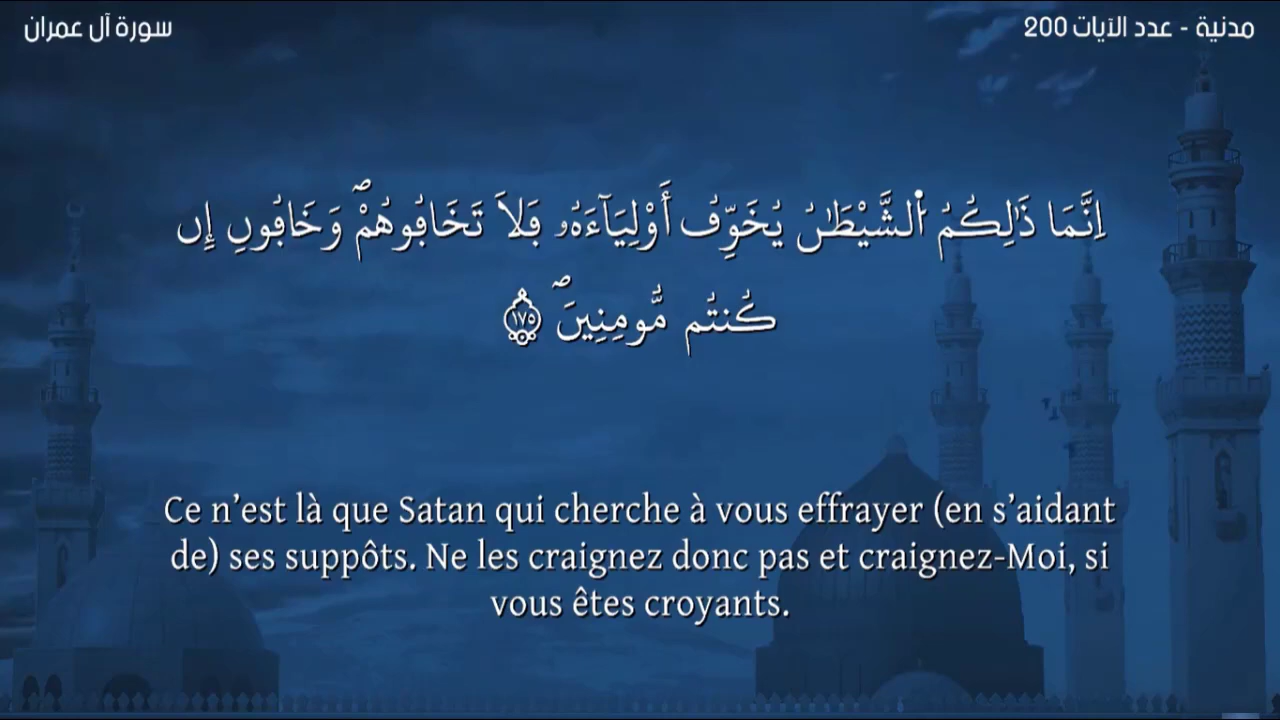 مدنية - عدد الآيات 200
سورة آل عمران
اِنَّمَا ذَٰلِكُمُ اُ۬لشَّيْطَٰنُ يُخَوِّفُ أَوْلِيَآءَهُۥ فَلَا تَخَافُوهُمْۖ وَخَافُونِ إِن
كُنتُم مُّومِنِينَۖ ١٧٥
Ce n’est là que Satan qui cherche à vous effrayer (en s’aidant
de) ses suppôts. Ne les craignez donc pas et craignez-Moi, si
vous êtes croyants.